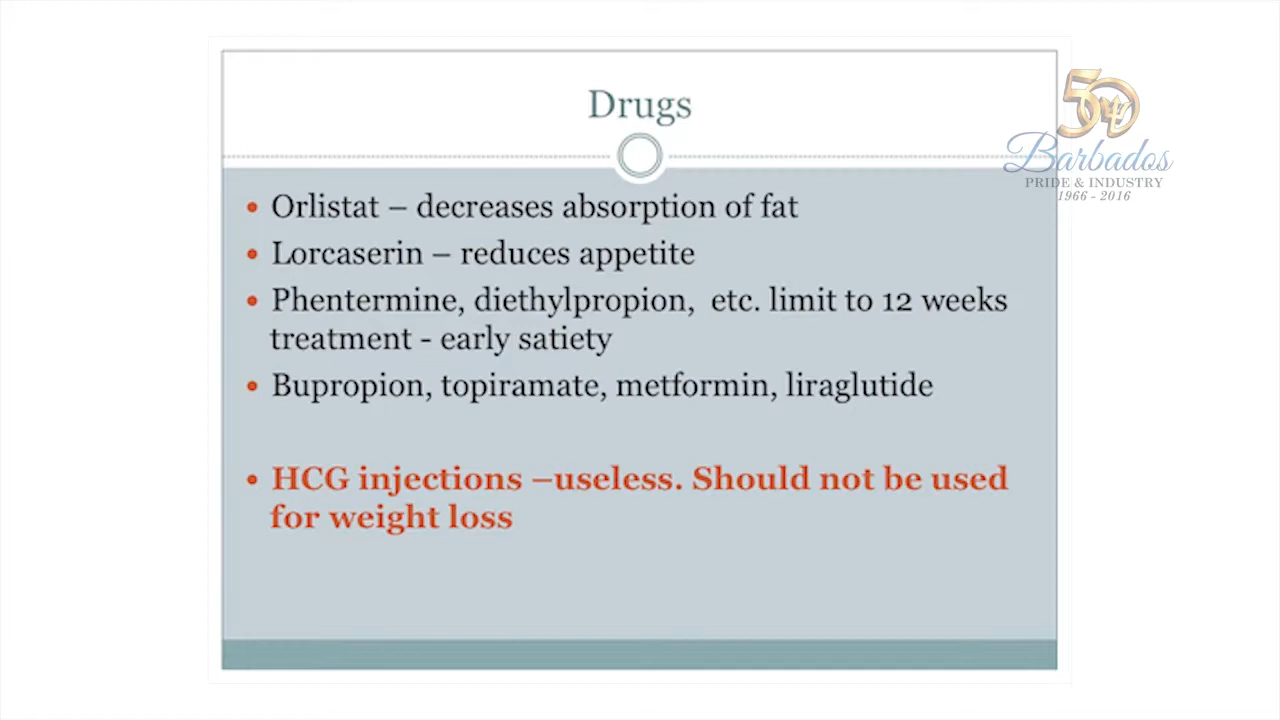 Drugs
50
Barbados
PRIDE & INDUSTRY
1966 - 2016
• Orlistat – decreases absorption of fat
• Lorcaserin – reduces appetite
• Phentermine, diethylpropion, etc. limit to 12 weeks
treatment - early satiety
• Bupropion, topiramate, metformin, liraglutide
• HCG injections –useless. Should not be used
for weight loss